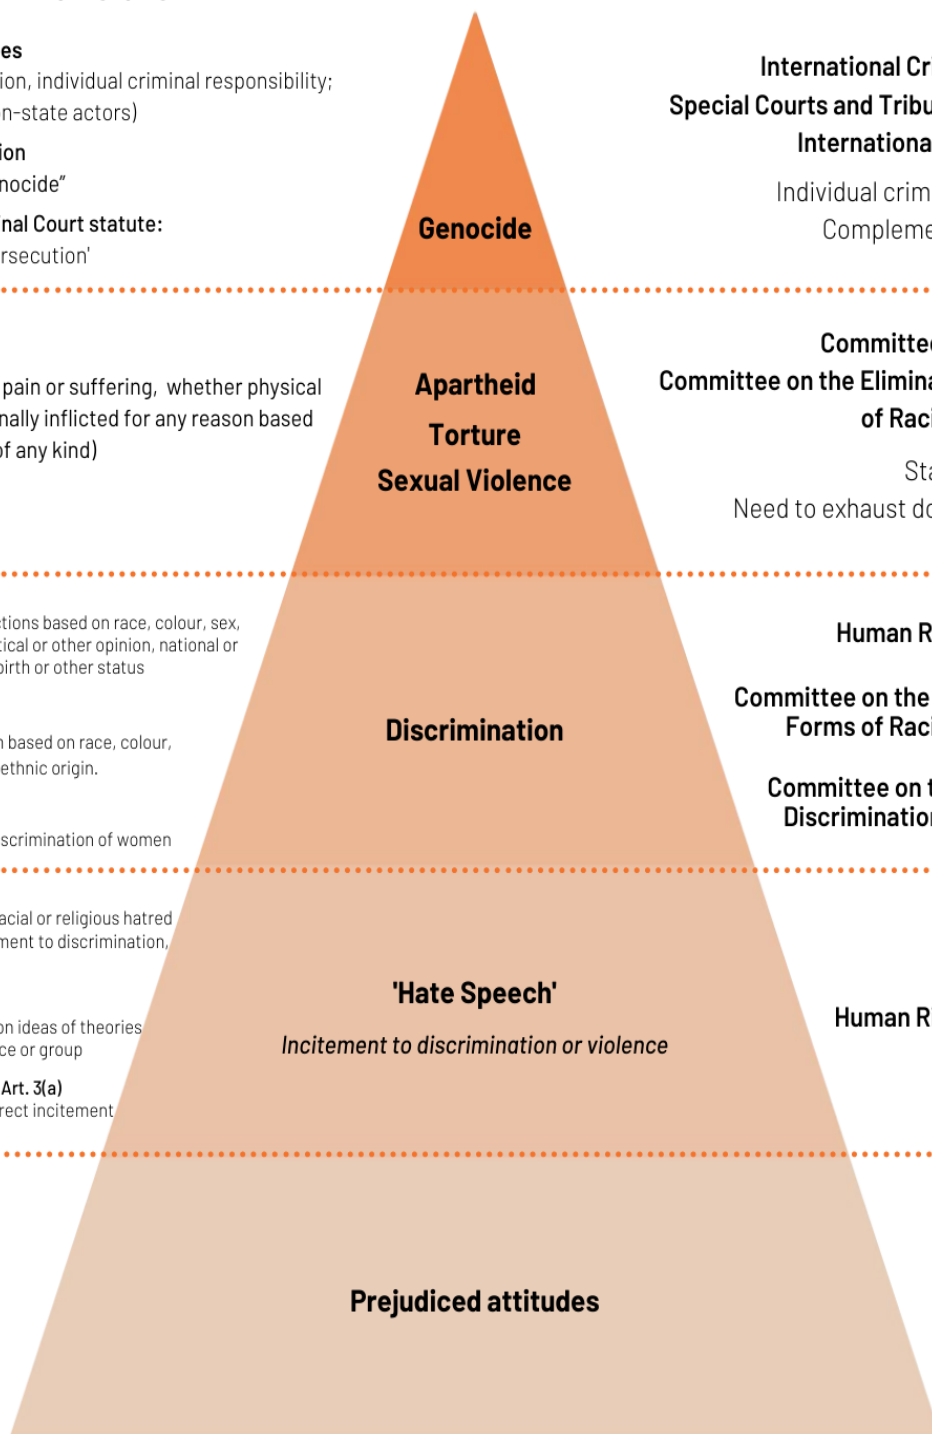 es
ion, individual criminal responsibility;
n-state actors)
ion
nocide”
nal Court statute:
rsecution'
Genocide
International Cri
Special Courts and Tribu
Internationa
Individual crim
Compleme
pain or suffering, whether physical
nally inflicted for any reason based
of any kind)
Apartheid
Torture
Sexual Violence
Committe
Committee on the Elimina
of Raci
Sta
Need to exhaust do
ctions based on race, colour, sex,
tical or other opinion, national or
birth or other status
n based on race, colour,
ethnic origin.
scrimination of women
Discrimination
Human R
Committee on the
Forms of Raci
Committee on t
Discrimination
acial or religious hatred
ment to discrimination,
on ideas of theories
ce or group
Art. 3(a)
rect incitement
'Hate Speech'
Incitement to discrimination or violence
Human R
Prejudiced attitudes